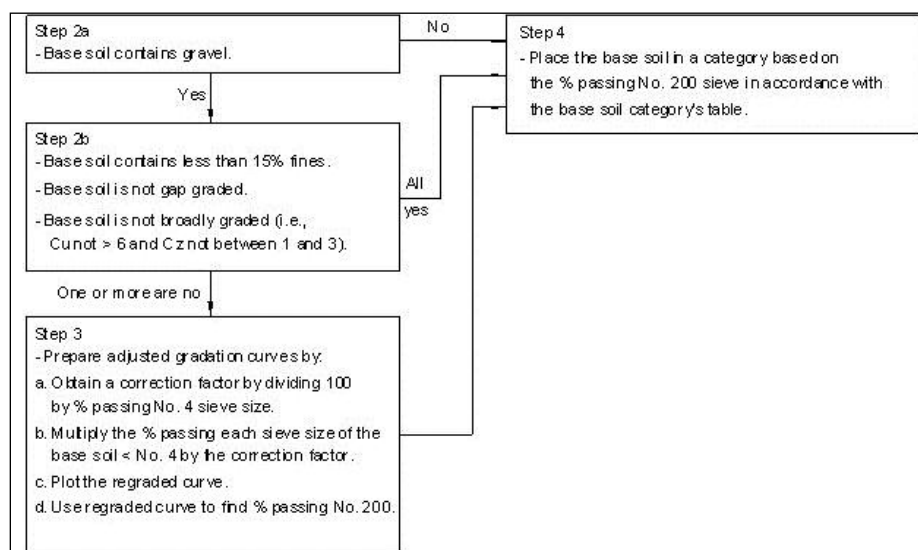 Step 2a
- Base soil contains gravel.
No
Step 4
- Place the base soil in a category based on
the % passing No. 200 sieve in accordance with
the base soil category's table.
Yes
Step 2b
- Base soil contains less than 15% fines.
- Base soil is not gap graded.
- Base soil is not broadly graded (i.e.,
Cu not > 6 and Cz not between 1 and 3).
All
yes
One or more are no
Step 3
- Prepare adjusted gradation curves by:
a. Obtain a correction factor by dividing 100
by % passing No. 4 sieve size.
b. Multiply the % passing each sieve size of the
base soil < No. 4 by the correction factor.
c. Plot the regraded curve.
d. Use regraded curve to find % passing No. 200.